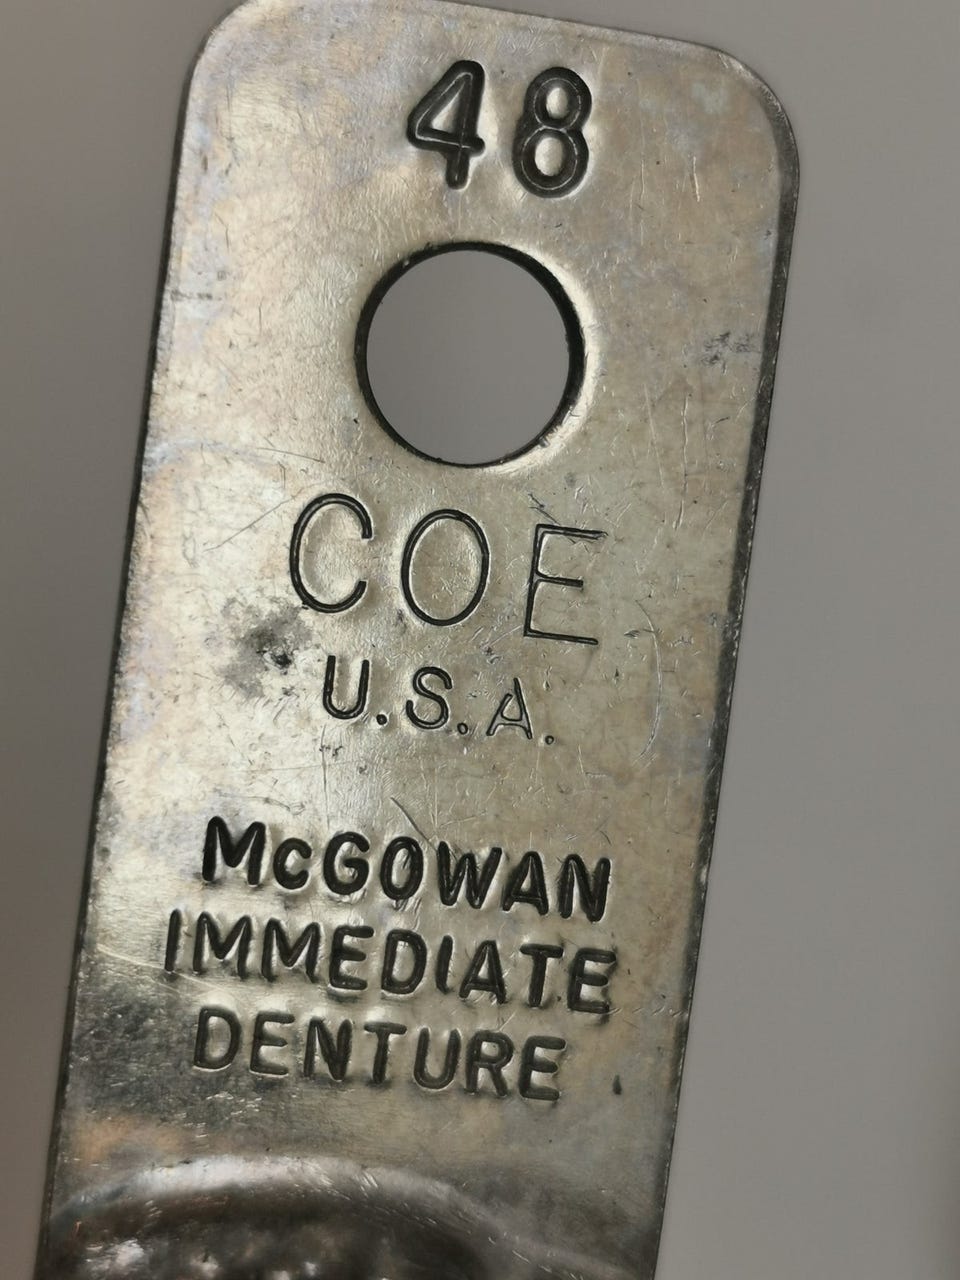 48
COE
U.S.A.
McGOWAN
IMMEDIATE
DENTURE